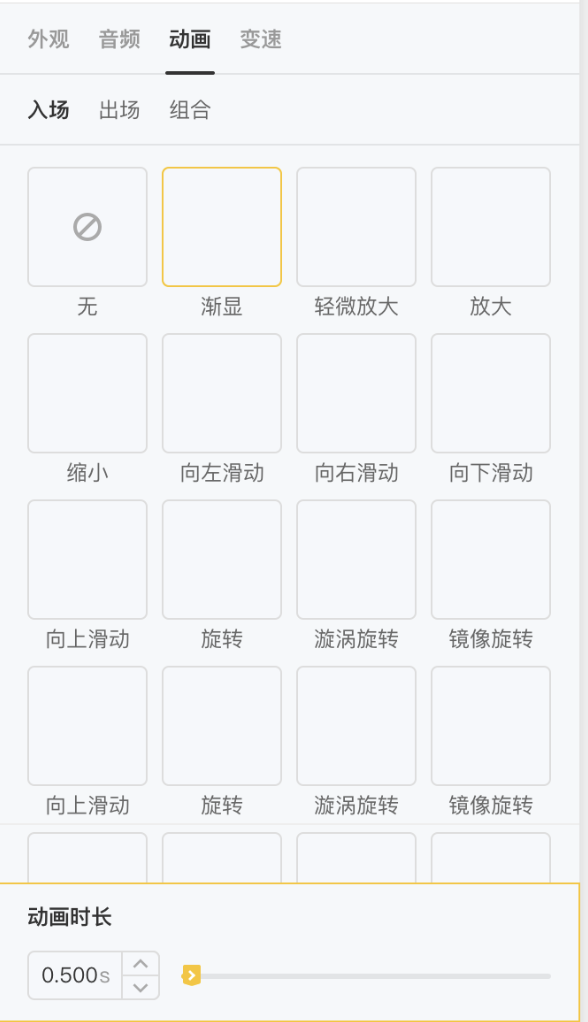 外观 音频 动画 变速
入场 出场 组合
无 渐显 轻微放大 放大
缩小 向左滑动 向右滑动 向下滑动
向上滑动 旋转 漩涡旋转 镜像旋转
向上滑动 旋转 漩涡旋转 镜像旋转
动画时长
0.500s